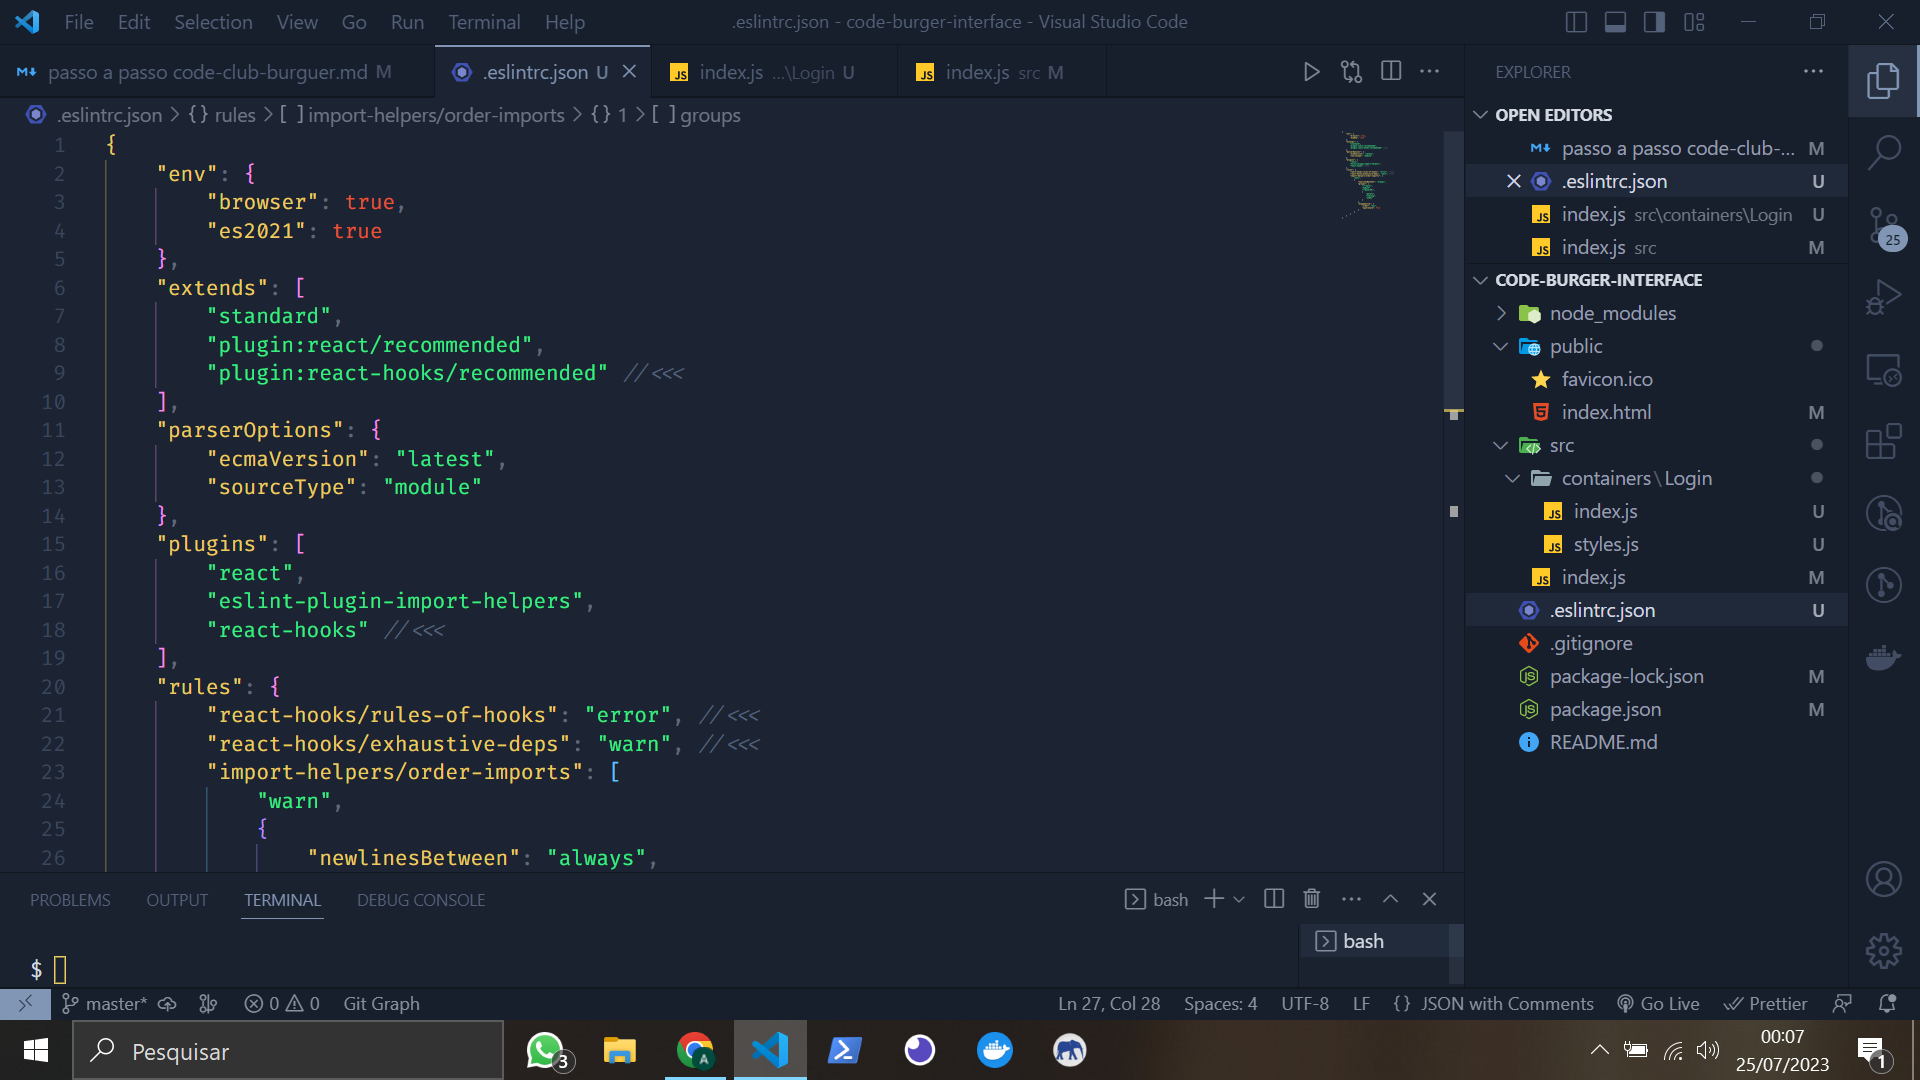 File Edit Selection View Go Run Terminal Help
.eslintrc.json - code-burger-interface - Visual Studio Code
passo a passo code-club-burguer.md M
.eslintrc.json U
index.js ...\Login U
index.js src M
.eslintrc.json > {} rules > [ ] import-helpers/order-imports > {} 1 > [ ] groups
1 {
2 "env": {
3 "browser": true,
4 "es2021": true
5 },
6 "extends": [
7 "standard",
8 "plugin:react/recommended",
9 "plugin:react-hooks/recommended" //<<<
10 ],
11 "parserOptions": {
12 "ecmaVersion": "latest",
13 "sourceType": "module"
14 },
15 "plugins": [
16 "react",
17 "eslint-plugin-import-helpers",
18 "react-hooks" //<<<
19 ],
20 "rules": {
21 "react-hooks/rules-of-hooks": "error", //<<<
22 "react-hooks/exhaustive-deps": "warn", //<<<
23 "import-helpers/order-imports": [
24 "warn",
25 {
26 "newlinesBetween": "always",
PROBLEMS OUTPUT TERMINAL DEBUG CONSOLE
bash
$
bash
EXPLORER
OPEN EDITORS
passo a passo code-club-... M
.eslintrc.json U
index.js src\containers\Login U
index.js src M
CODE-BURGER-INTERFACE
node_modules
public
favicon.ico
index.html M
src
containers\Login
index.js U
styles.js U
index.js M
.eslintrc.json U
.gitignore
package-lock.json M
package.json M
README.md
25
master* 0 0 Git Graph
Ln 27, Col 28 Spaces: 4 UTF-8 LF {} JSON with Comments Go Live Prettier
Pesquisar
3
A
00:07
25/07/2023
1